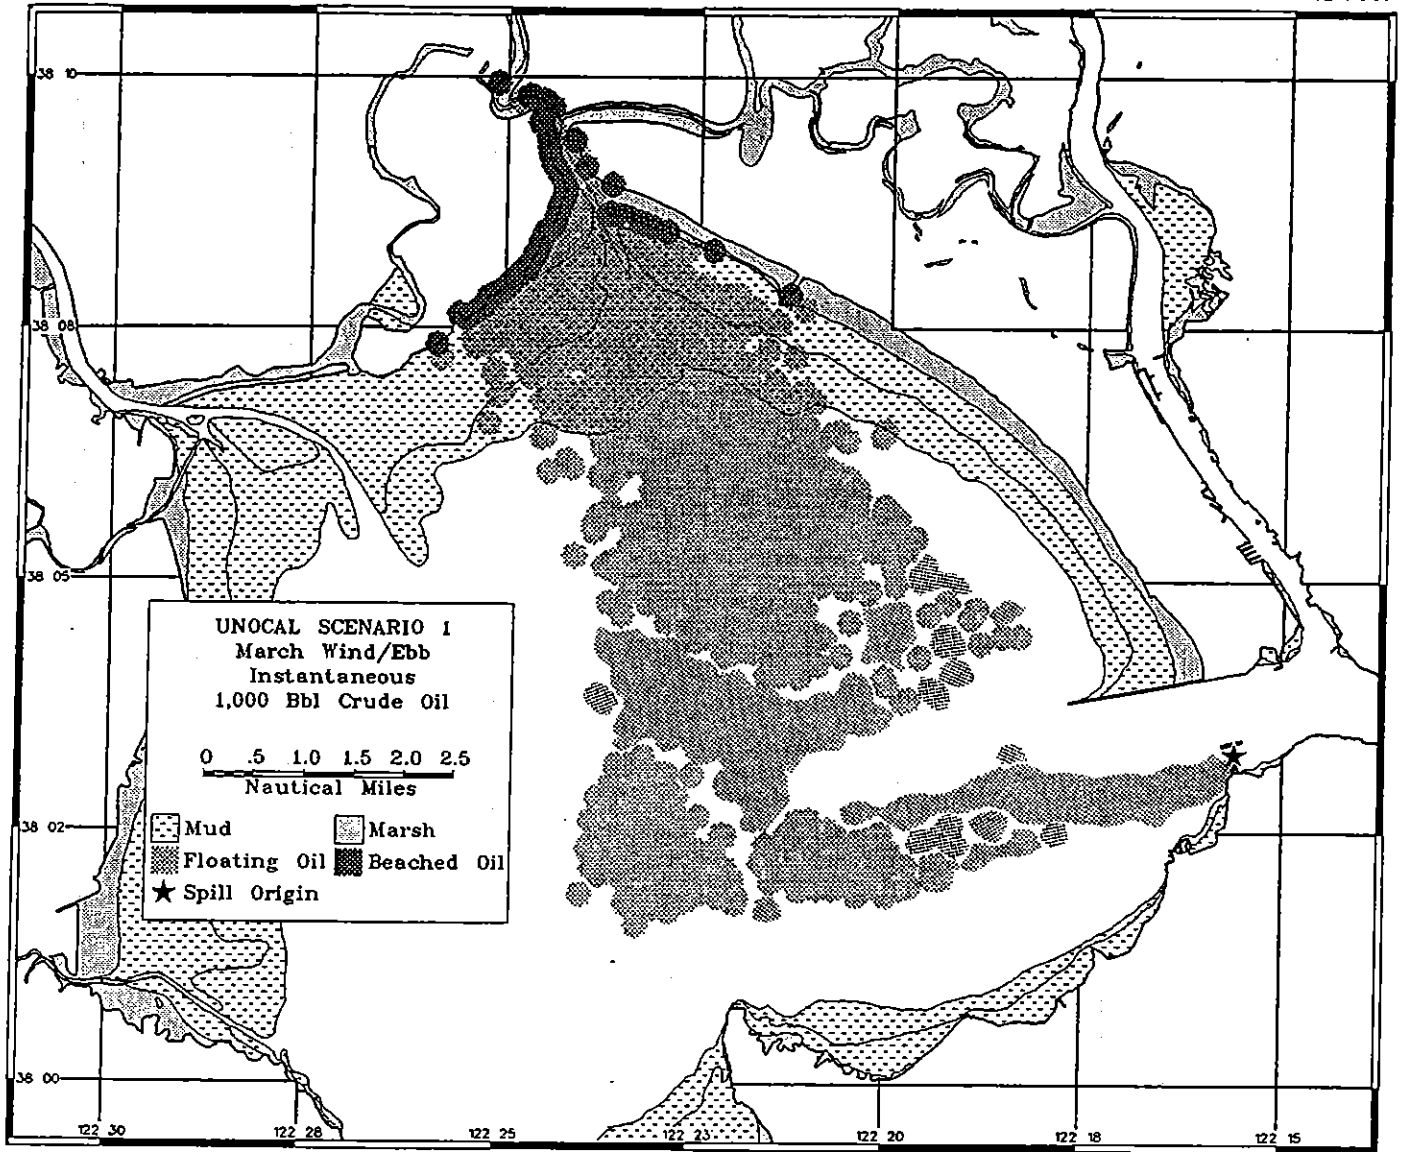 38 10
38 08
38 05
UNOCAL SCENARIO 1
March Wind/Ebb
Instantaneous
1,000 Bbl Crude Oil
0 .5 1.0 1.5 2.0 2.5
Nautical Miles
Mud Marsh
Floating Oil Beached Oil
Spill Origin
38 02
38 00
122 30 122 28 122 25 122 23 122 20 122 18 122 15